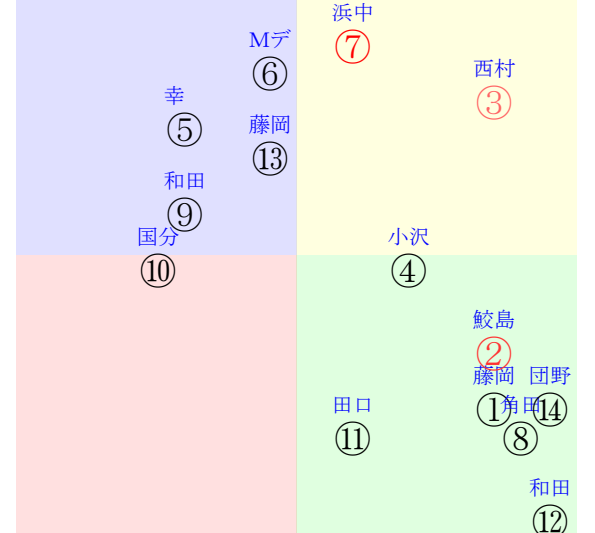 浜中
⑦
Mデ
⑥
西村
③
幸
⑤
藤岡
⑬
和田
⑨
国分
⑩
小沢
④
鮫島
②
藤岡
①
団野
⑭
角田
⑧
田口
⑪
和田
⑫